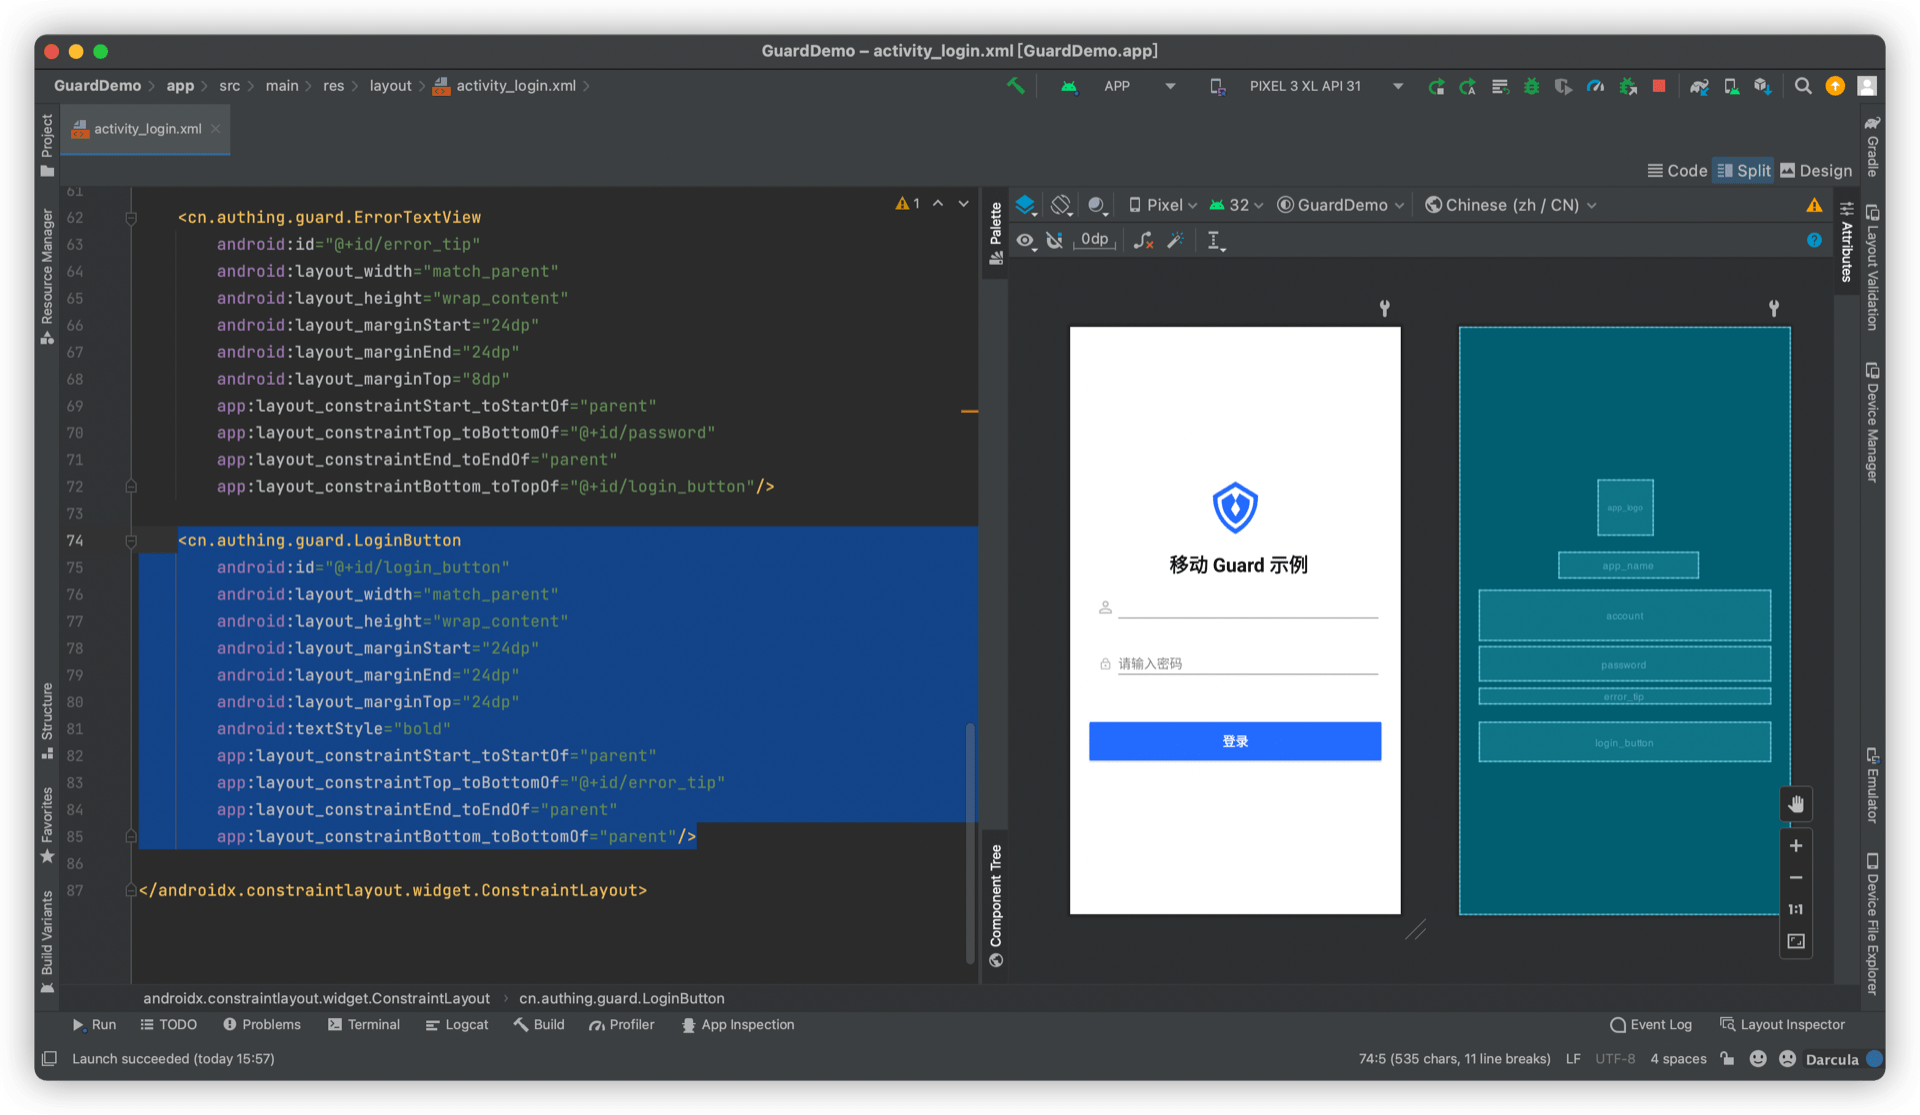 GuardDemo – activity_login.xml [GuardDemo.app]
GuardDemo app src main res layout activity_login.xml
APP PIXEL 3 XL API 31
activity_login.xml
Code Split Design
Project
Resource Manager
Structure
Favorites
Build Variants
1
61
62 <cn.authing.guard.ErrorTextView
63 android:id="@+id/error_tip"
64 android:layout_width="match_parent"
65 android:layout_height="wrap_content"
66 android:layout_marginStart="24dp"
67 android:layout_marginEnd="24dp"
68 android:layout_marginTop="8dp"
69 app:layout_constraintStart_toStartOf="parent"
70 app:layout_constraintTop_toBottomOf="@+id/password"
71 app:layout_constraintEnd_toEndOf="parent"
72 app:layout_constraintBottom_toTopOf="@+id/login_button"/>
73
74 <cn.authing.guard.LoginButton
75 android:id="@+id/login_button"
76 android:layout_width="match_parent"
77 android:layout_height="wrap_content"
78 android:layout_marginStart="24dp"
79 android:layout_marginEnd="24dp"
80 android:layout_marginTop="24dp"
81 android:textStyle="bold"
82 app:layout_constraintStart_toStartOf="parent"
83 app:layout_constraintTop_toBottomOf="@+id/error_tip"
84 app:layout_constraintEnd_toEndOf="parent"
85 app:layout_constraintBottom_toBottomOf="parent"/>
86
87 </androidx.constraintlayout.widget.ConstraintLayout>
Palette
Component Tree
Pixel 32 GuardDemo Chinese (zh / CN)
0dp
移动 Guard 示例
请输入密码
登录
app_logo
app_name
account
password
error_tip
login_button
1:1
Attributes
Gradle
Layout Validation
Device Manager
Emulator
Device File Explorer
androidx.constraintlayout.widget.ConstraintLayout cn.authing.guard.LoginButton
Run TODO Problems Terminal Logcat Build Profiler App Inspection Event Log Layout Inspector
Launch succeeded (today 15:57) 74:5 (535 chars, 11 line breaks) LF UTF-8 4 spaces Darcula